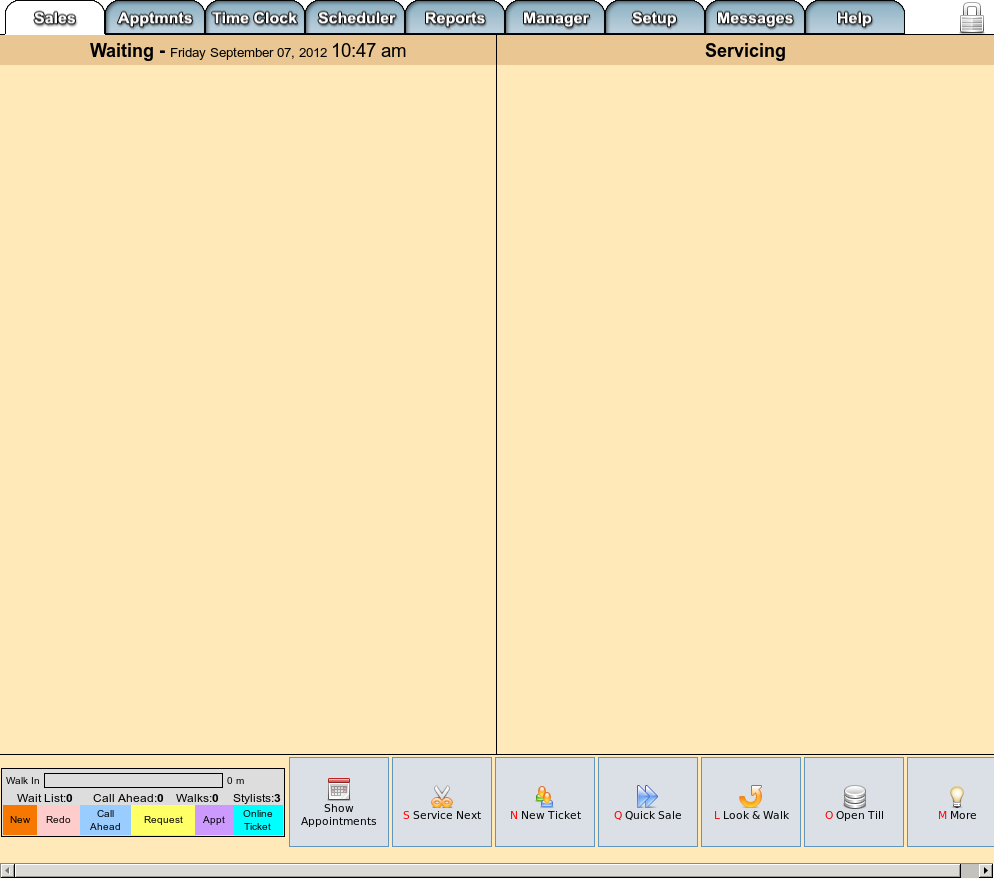 Sales Apptmnts Time Clock Scheduler Reports Manager Setup Messages Help
Waiting - Friday September 07, 2012 10:47 am
Servicing
Walk In 0 m
Wait List:0 Call Ahead:0 Walks:0 Stylists:3
New
Redo
Call
Ahead
Request
Appt
Online
Ticket
Show
Appointments
S Service Next
N New Ticket
Q Quick Sale
L Look & Walk
O Open Till
M More